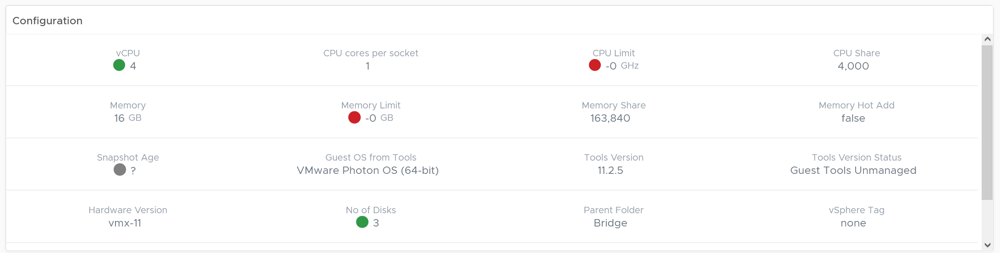 Configuration
vCPU
4
CPU cores per socket
1
CPU Limit
-0 GHz
CPU Share
4,000
Memory
16 GB
Memory Limit
-0 GB
Memory Share
163,840
Memory Hot Add
false
Snapshot Age
?
Guest OS from Tools
VMware Photon OS (64-bit)
Tools Version
11.2.5
Tools Version Status
Guest Tools Unmanaged
Hardware Version
vmx-11
No of Disks
3
Parent Folder
Bridge
vSphere Tag
none